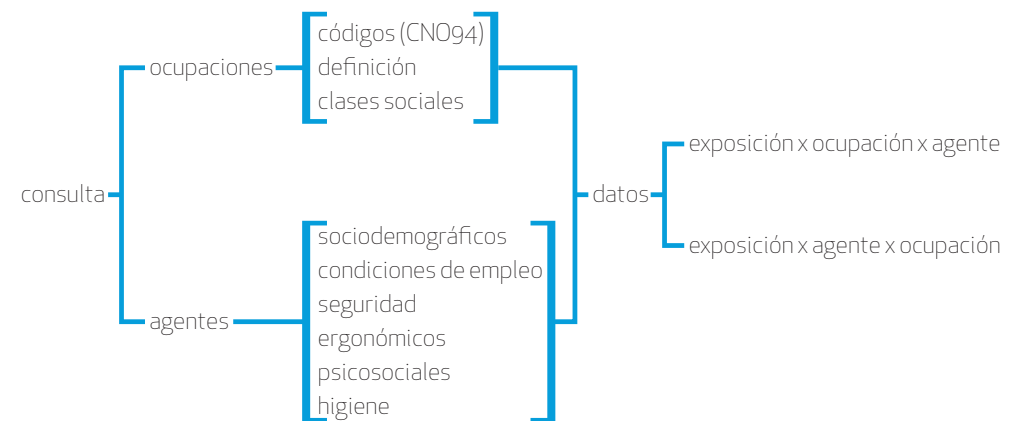 consulta
ocupaciones
códigos (CNO94)
definición
clases sociales
agentes
sociodemográficos
condiciones de empleo
seguridad
ergonómicos
psicosociales
higiene
datos
exposición x ocupación x agente
exposición x agente x ocupación